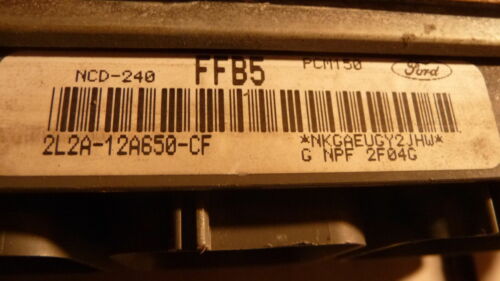 NCD-240 FFB5 PCM150 Ford
2L2A-12A650-CF *NKGAEUGY2JHW*
G NPF 2F04G